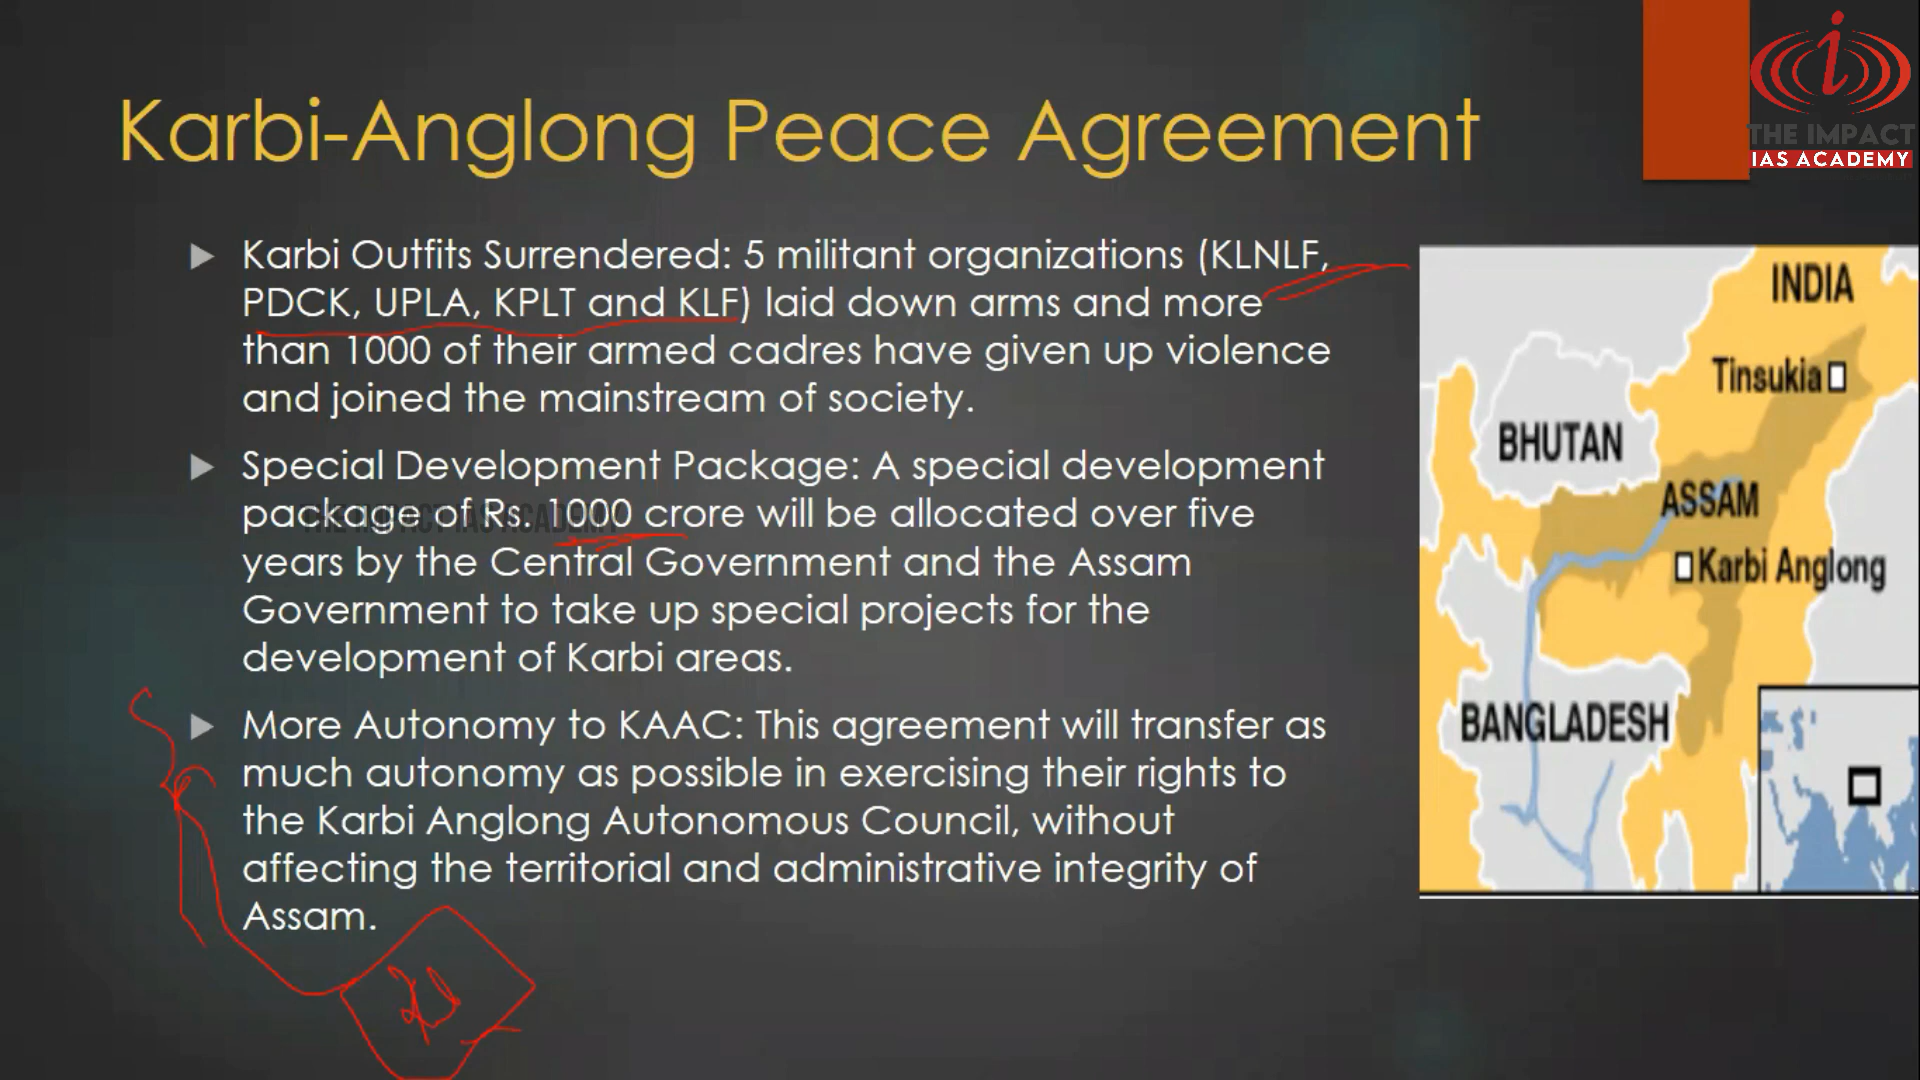 Karbi-Anglong Peace Agreement
THE IMPACT
IAS ACADEMY
Karbi Outfits Surrendered: 5 militant organizations (KLNLF,
PDCK, UPLA, KPLT and KLF) laid down arms and more
than 1000 of their armed cadres have given up violence
and joined the mainstream of society.
Special Development Package: A special development
package of Rs. 1000 crore will be allocated over five
years by the Central Government and the Assam
Government to take up special projects for the
development of Karbi areas.
More Autonomy to KAAC: This agreement will transfer as
much autonomy as possible in exercising their rights to
the Karbi Anglong Autonomous Council, without
affecting the territorial and administrative integrity of
Assam.
THE IMPACT IAS ACADEMY
INDIA
Tinsukia
BHUTAN
ASSAM
Karbi Anglong
BANGLADESH